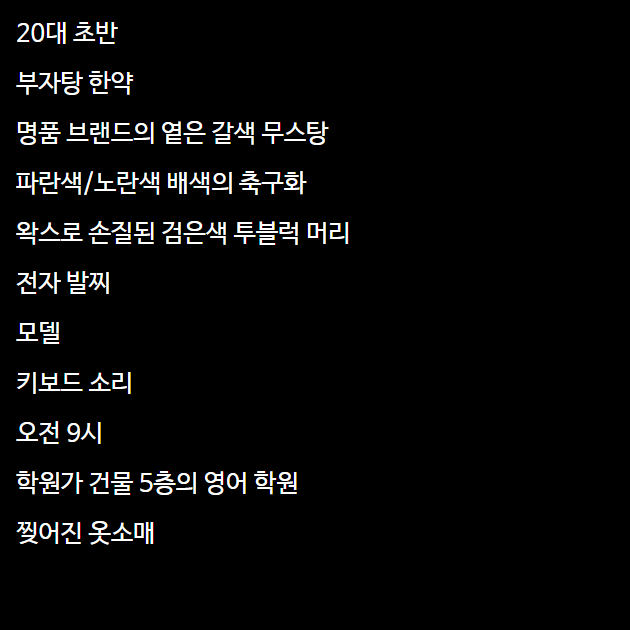 20대 초반
부자탕 한약
명품 브랜드의 옅은 갈색 무스탕
파란색/노란색 배색의 축구화
왁스로 손질된 검은색 투블럭 머리
전자 발찌
모델
키보드 소리
오전 9시
학원가 건물 5층의 영어 학원
찢어진 옷소매